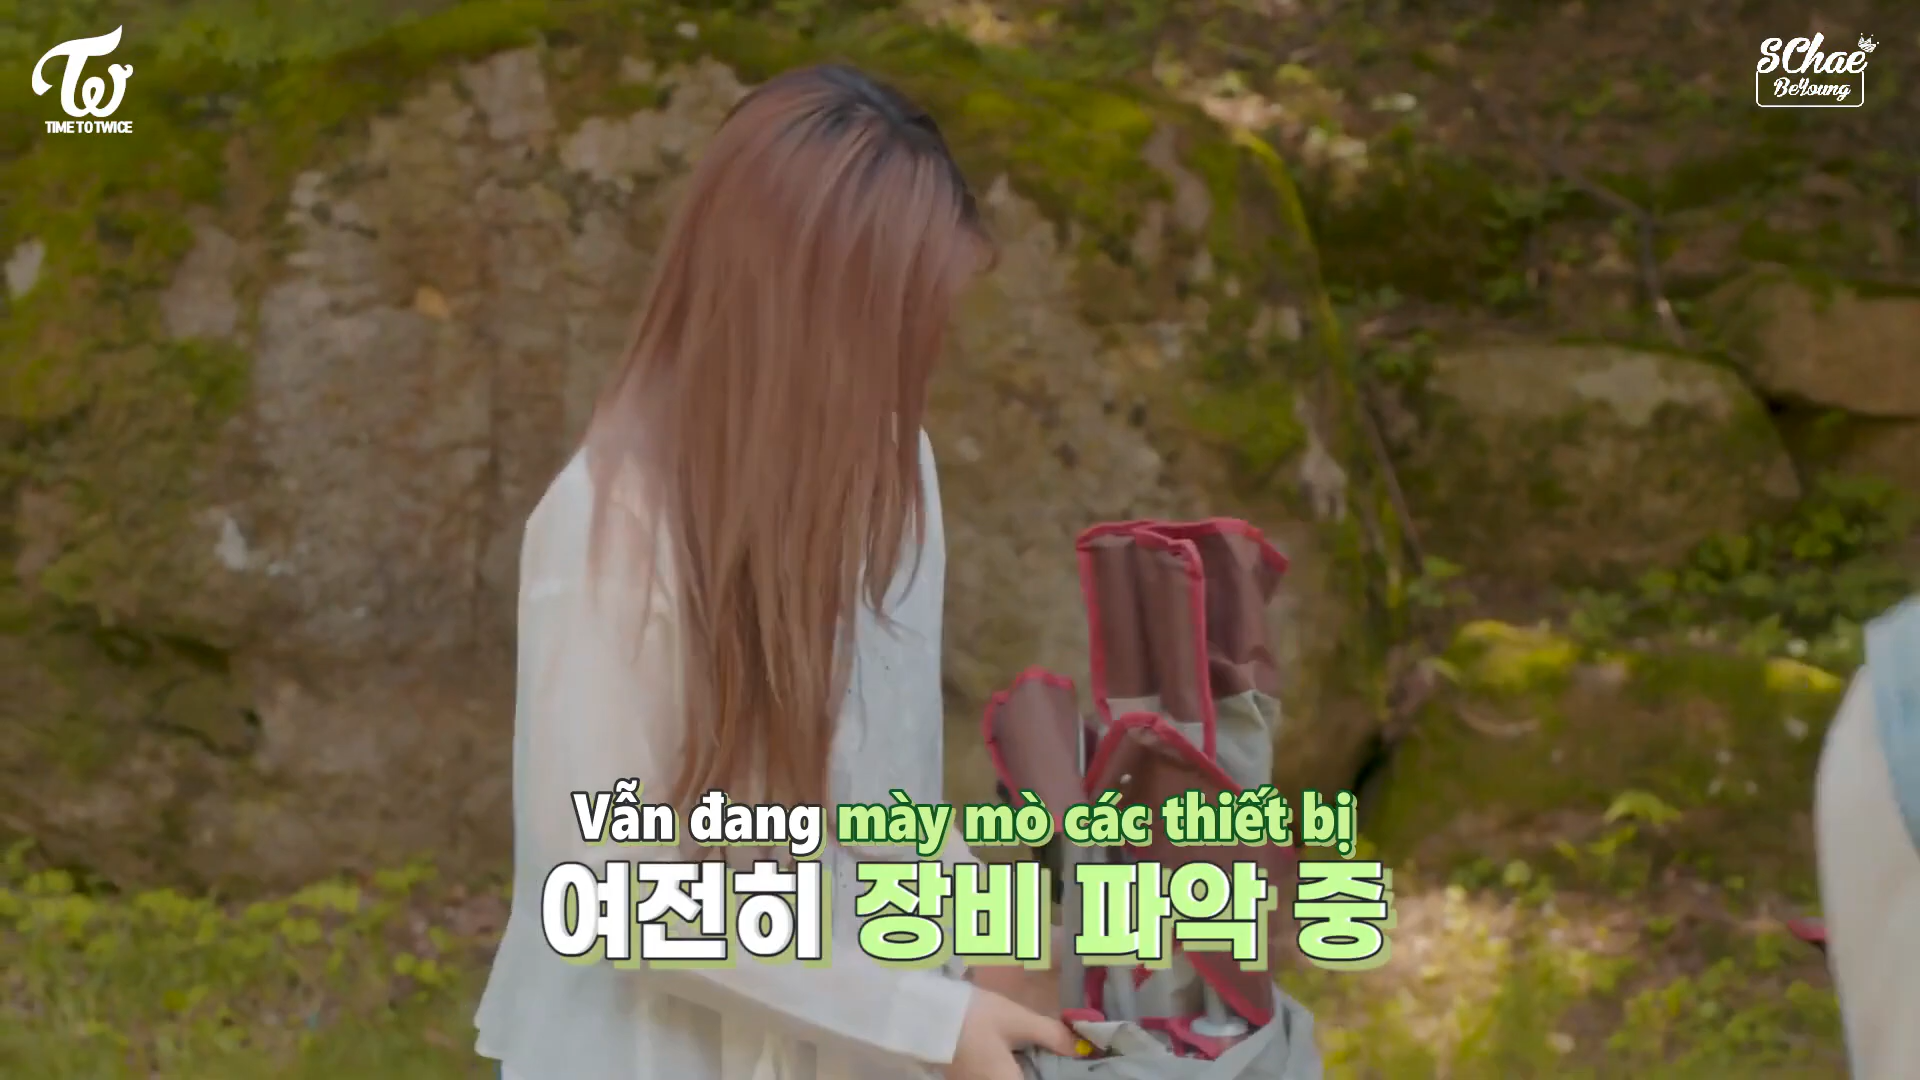 TW
TIME TO TWICE
SChae
BeYoung
Vẫn đang mày mò các thiết bị
여전히 장비 파악 중